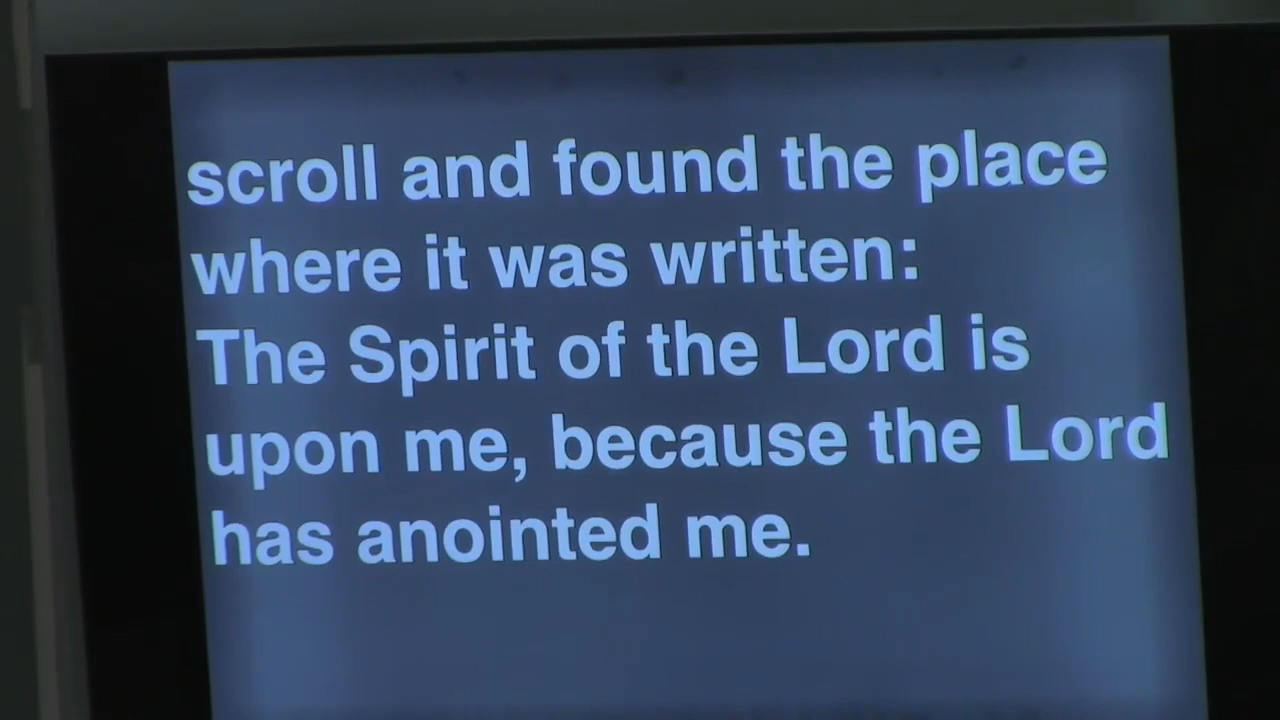 scroll and found the place
where it was written:
The Spirit of the Lord is
upon me, because the Lord
has anointed me.